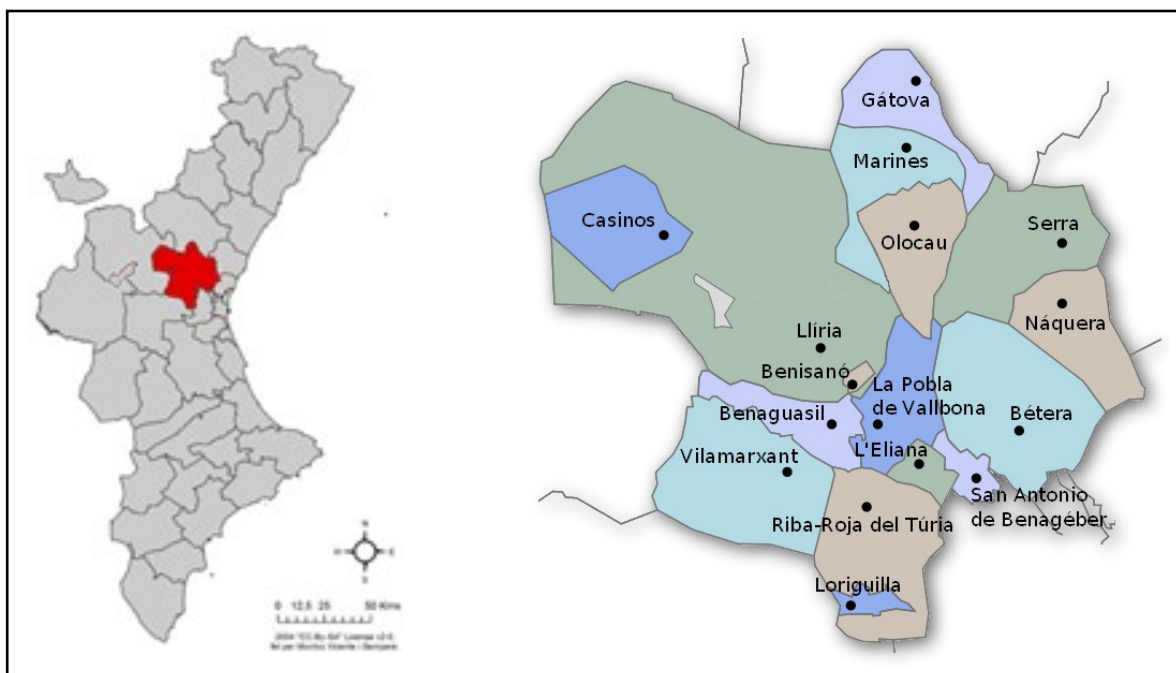 Gátova
Marines
Casinos
Olocau
Serra
Náquera
Llíria
Benisanó
La Pobla
de Vallbona
Benaguasil
Bétera
L'Eliana
Vilamarxant
San Antonio
de Benagéber
Riba-Roja del Túria
Loriguilla
N
S
0 12,5 25 50 Kms